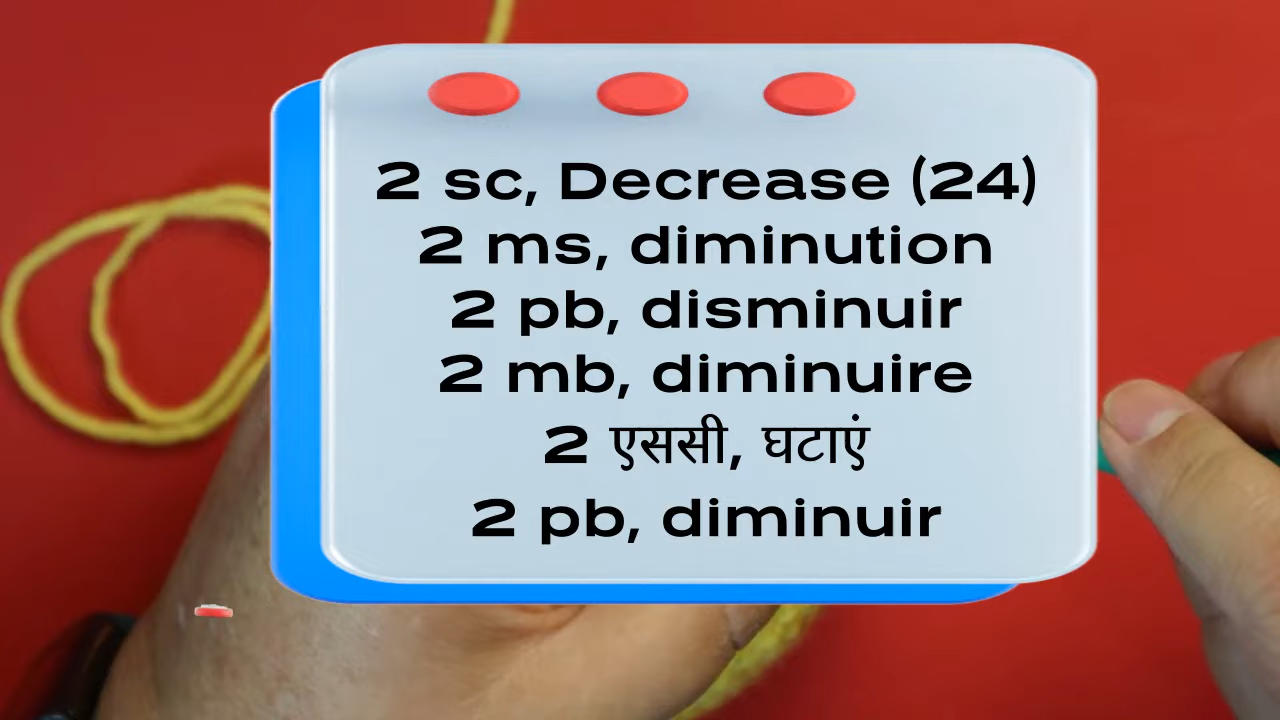 2 sc, Decrease (24)
2 ms, diminution
2 pb, disminuir
2 mb, diminuire
2 एससी, घटाएं
2 pb, diminuir